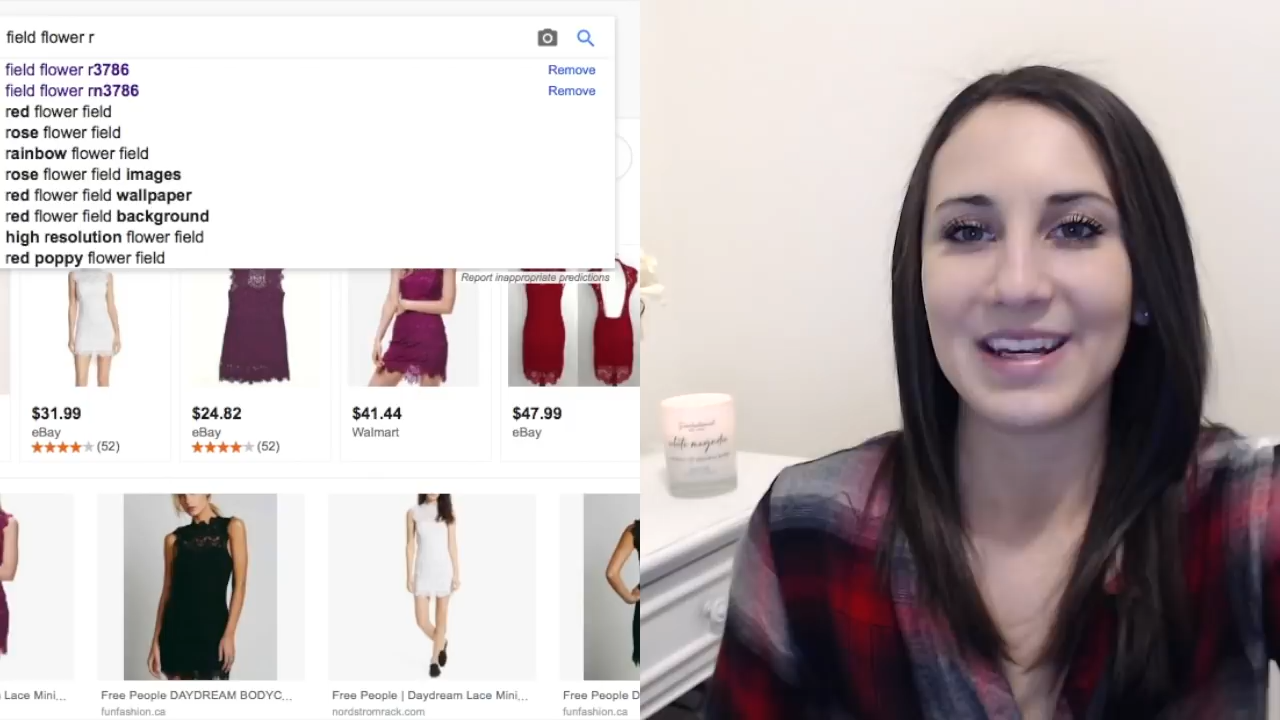 field flower r
field flower r3786 Remove
field flower rn3786 Remove
red flower field
rose flower field
rainbow flower field
rose flower field images
red flower field wallpaper
red flower field background
high resolution flower field
red poppy flower field
Report inappropriate predictions
$31.99 $24.82 $41.44 $47.99
eBay eBay Walmart eBay
(52) (52)
Lace Mini... Free People DAYDREAM BODYC... Free People | Daydream Lace Mini... Free People D
funfashion.ca nordstromrack.com funfashion.ca
white magnolia